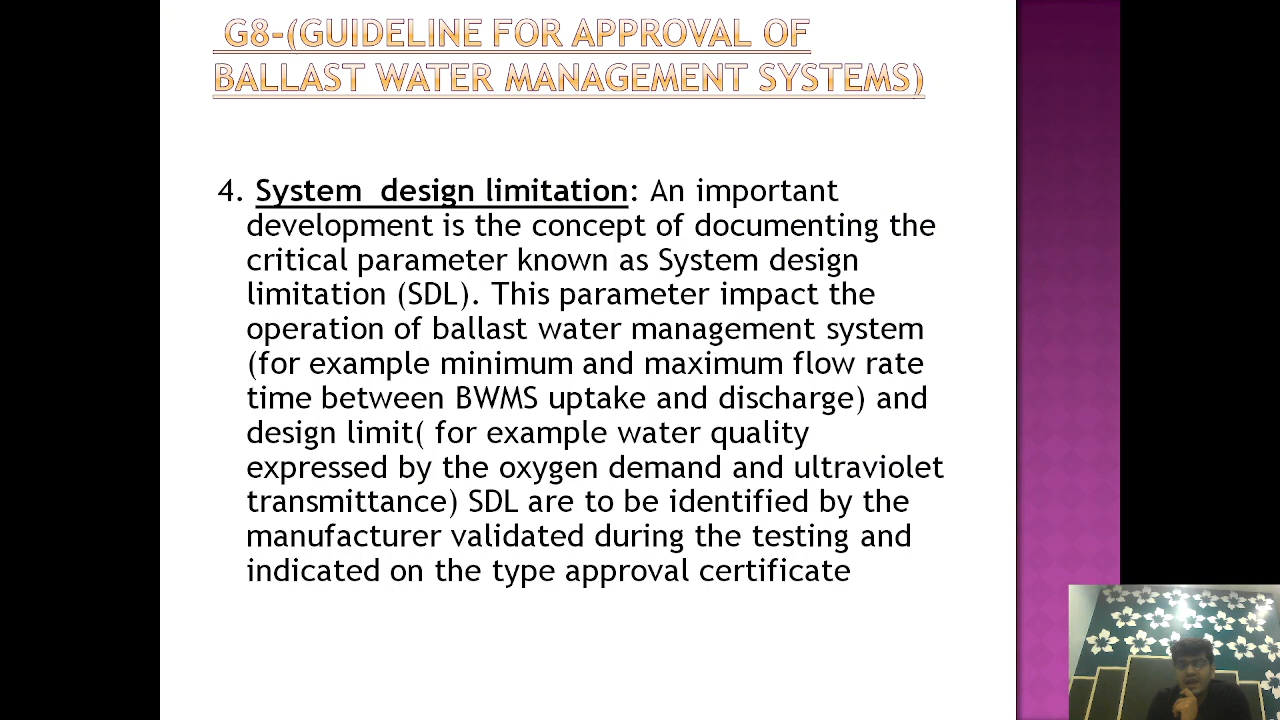 G8-(GUIDELINE FOR APPROVAL OF
BALLAST WATER MANAGEMENT SYSTEMS)
4. System design limitation: An important
development is the concept of documenting the
critical parameter known as System design
limitation (SDL). This parameter impact the
operation of ballast water management system
(for example minimum and maximum flow rate
time between BWMS uptake and discharge) and
design limit( for example water quality
expressed by the oxygen demand and ultraviolet
transmittance) SDL are to be identified by the
manufacturer validated during the testing and
indicated on the type approval certificate